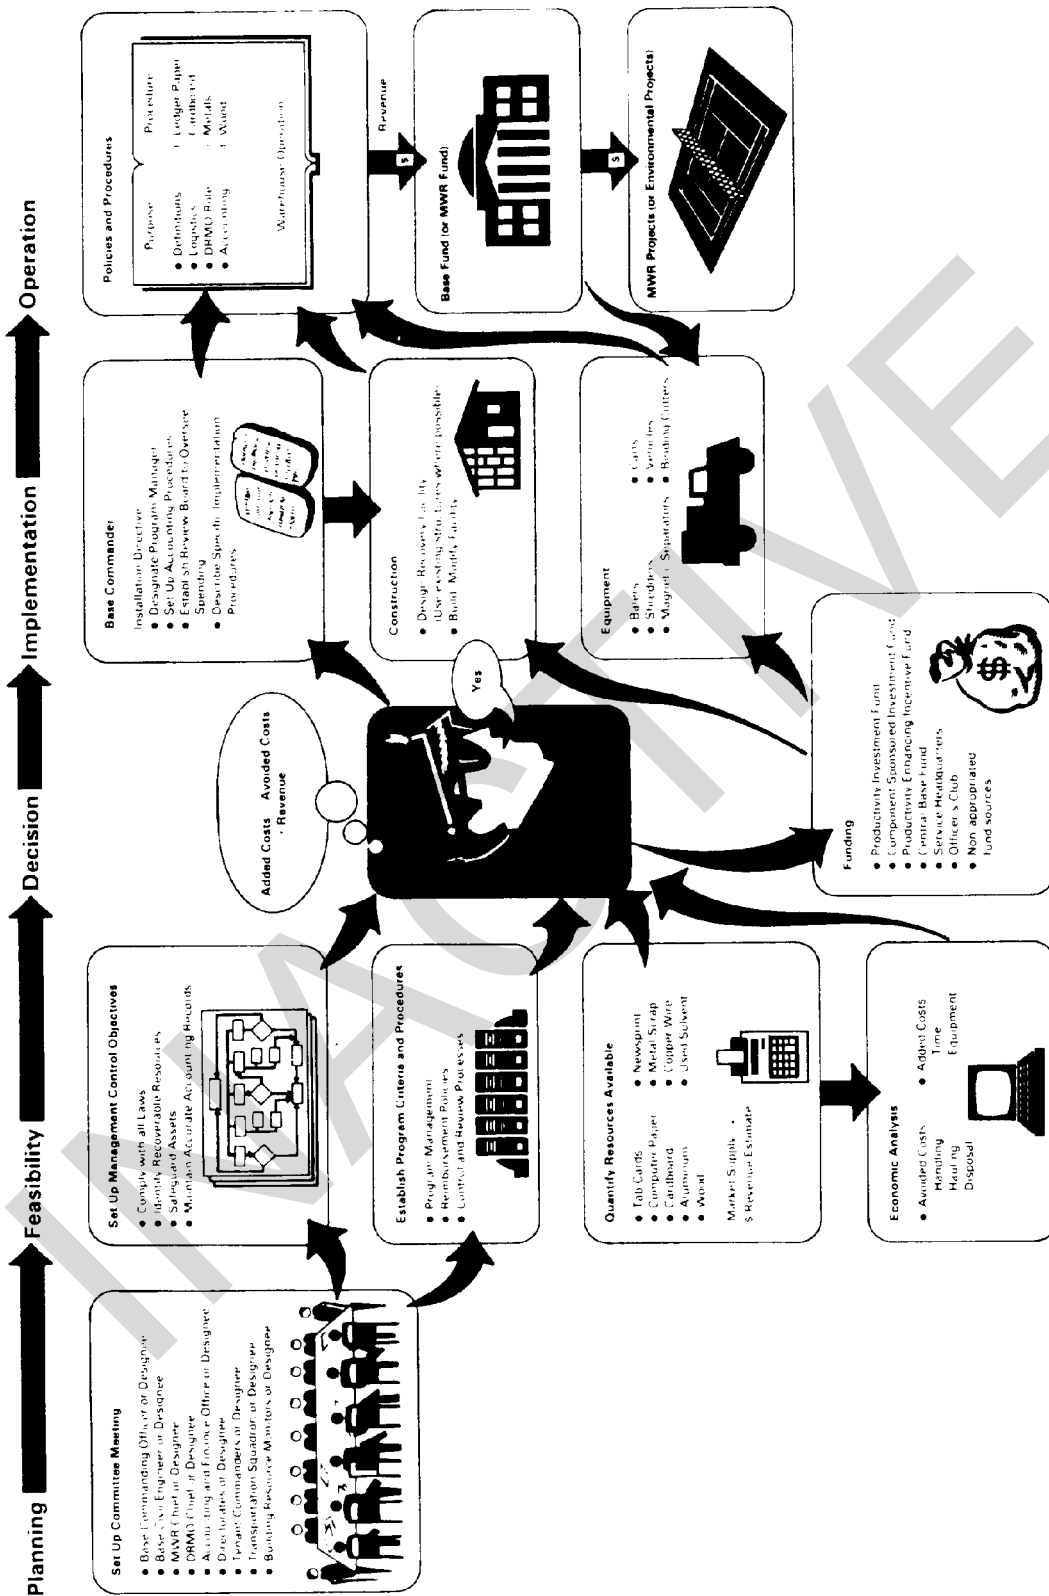 Planning
Feasibility
Decision
Implementation
Operation
Set Up Committee Meeting
● Base Commanding Officer or Designee
● Base Civil Engineer or Designee
● MWR Chief or Designee
● DRMO Chief or Designee
● Accounting and Finance Office or Designee
● Directorates or Designee
● Tenant Commanders or Designee
● Transportation Squadron or Designee
● Building Resource Monitors or Designee
Set Up Management Control Objectives
● Comply with all Laws
● Identify Recoverable Resources
● Safeguard Assets
● Maintain Accurate Accounting Records
Establish Program Criteria and Procedures
● Program Management
● Reimbursement Policies
● Control and Review Processes
Quantify Resources Available
● Tab Cards
● Computer Paper
● Cardboard
● Aluminum
● Wood
● Newsprint
● Metal Scrap
● Copper Wire
● Used Solvent
Market Supply
$ Revenue Estimate
Economic Analysis
● Avoided Costs
Handling
Hauling
Disposal
● Added Costs
Time
Equipment
Added Costs Avoided Costs
Revenue
Yes
Funding
● Productivity Investment Fund
● Component Sponsored Investment Fund
● Productivity Enhancing Incentive Fund
● Central Base Fund
● Service Headquarters
● Officer's Club
● Non appropriated
fund sources
$
Base Commander
Installation Directive
● Designate Program Manager
● Set Up Accounting Procedures
● Establish Review Board to Oversee
Spending
● Describe Specific Implementation
Procedures
Construction
● Design Recovery Facility
(Use existing structures where possible)
● Build Modify Facility
Equipment
● Balers
● Shredders
● Magnetic Separators
● Cans
● Vehicles
● Binding Cutters
Policies and Procedures
Purpose
● Definitions
● Logistics
● DRMO Role
● Accounting
Procedure
Ledger Paper
Cardboard
Metals
Wood
Warehouse Operation
Revenue
$
Base Fund (or MWR Fund)
$
MWR Projects (or Environmental Projects)
INACTIVE